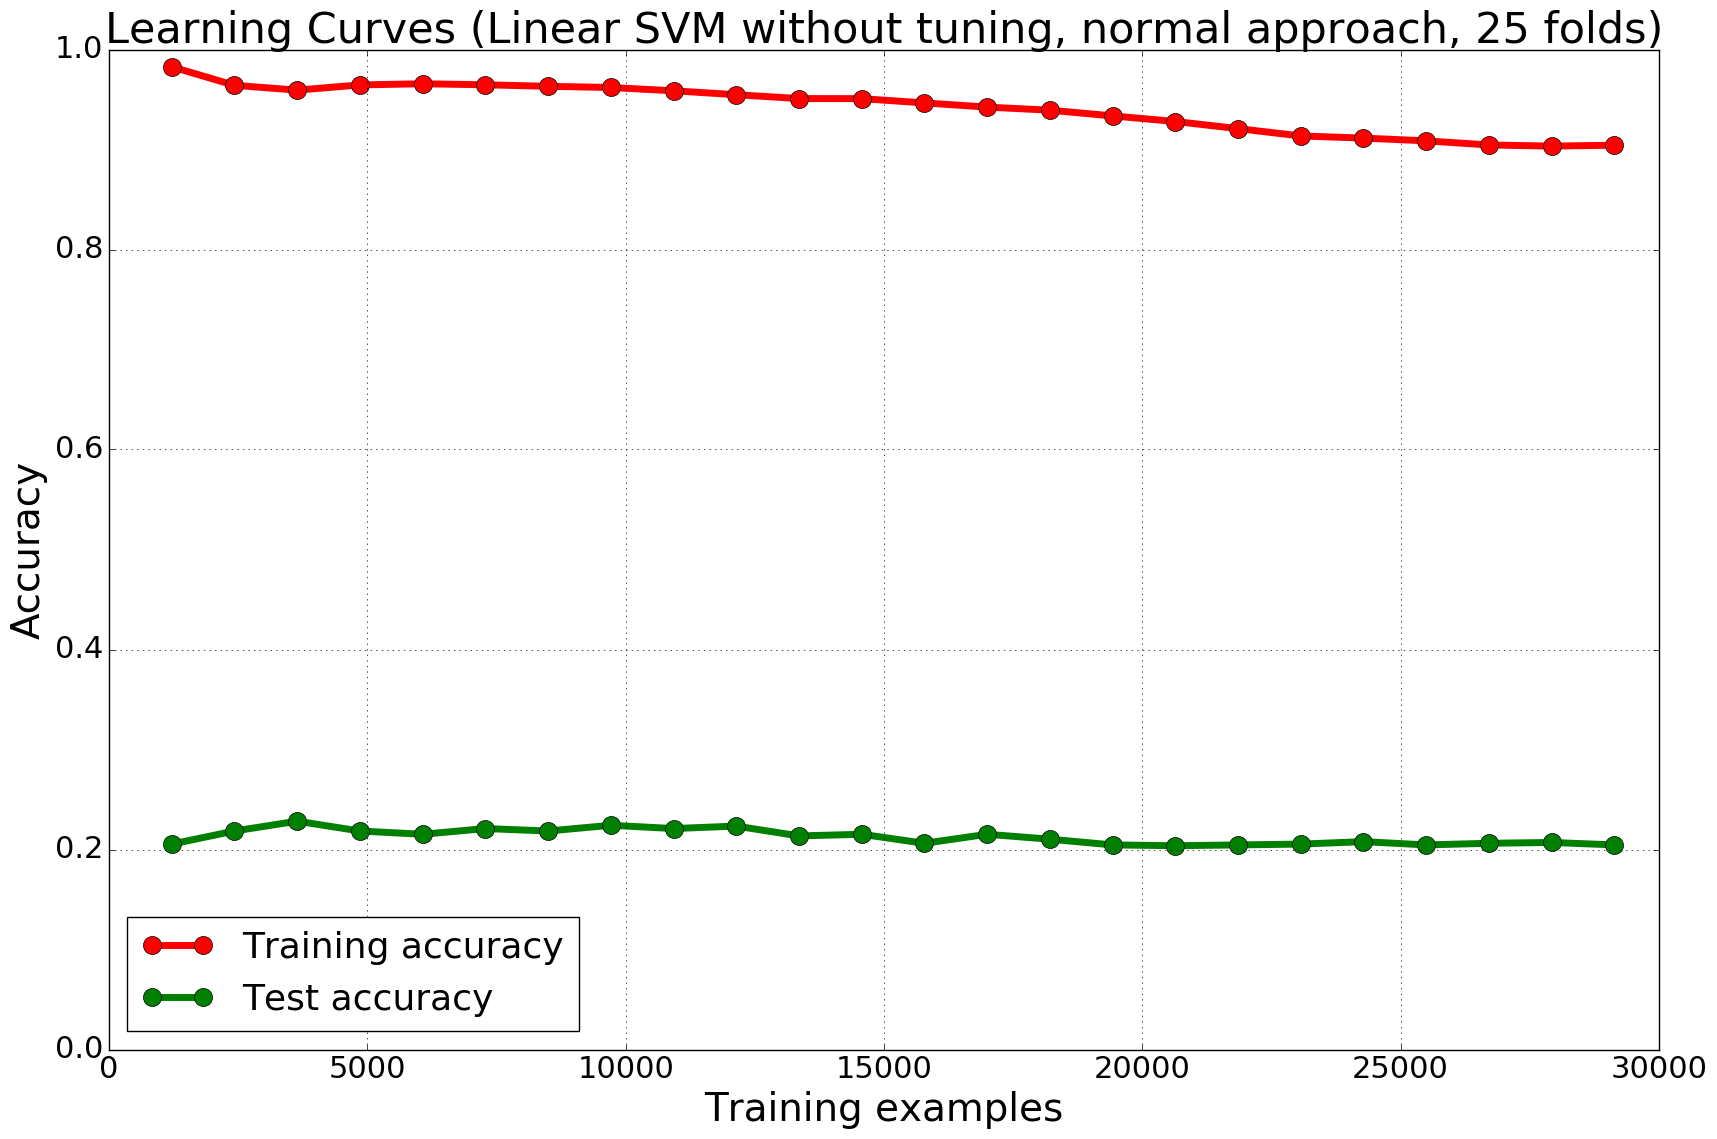 Learning Curves (Linear SVM without tuning, normal approach, 25 folds)
1.0
0.8
0.6
0.4
0.2
0.0
Accuracy
Training accuracy
Test accuracy
0 5000 10000 15000 20000 25000 30000
Training examples